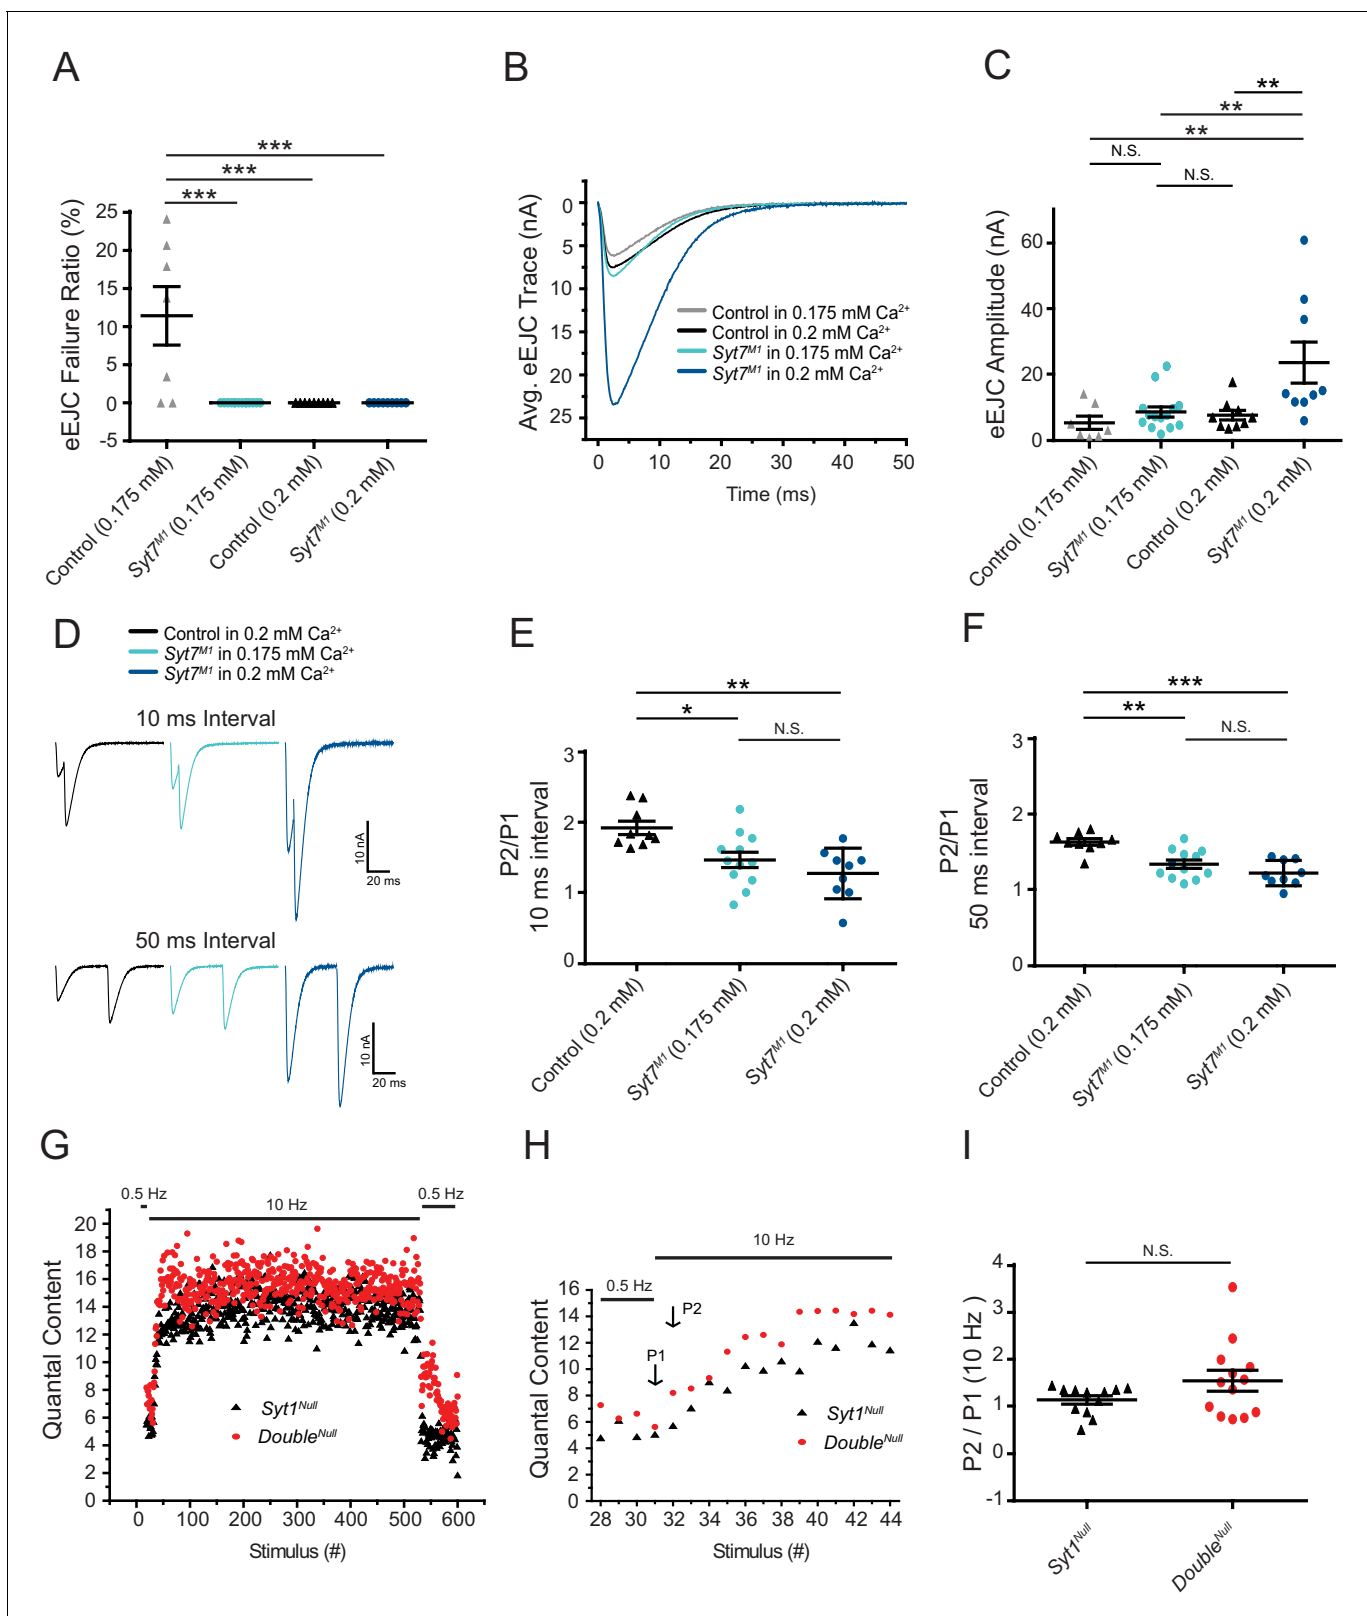 A
B
C
***
***
***
eEJC Failure Ratio (%)
25
20
15
10
5
0
-5
Control (0.175 mM)
Syt7M1 (0.175 mM)
Control (0.2 mM)
Syt7M1 (0.2 mM)
Avg. eEJC Trace (nA)
0
5
10
15
20
25
Control in 0.175 mM Ca2+
Control in 0.2 mM Ca2+
Syt7M1 in 0.175 mM Ca2+
Syt7M1 in 0.2 mM Ca2+
0 10 20 30 40 50
Time (ms)
**
**
**
N.S.
N.S.
eEJC Amplitude (nA)
60
40
20
0
Control (0.175 mM)
Syt7M1 (0.175 mM)
Control (0.2 mM)
Syt7M1 (0.2 mM)
D
Control in 0.2 mM Ca2+
Syt7M1 in 0.175 mM Ca2+
Syt7M1 in 0.2 mM Ca2+
10 ms Interval
10 nA
20 ms
50 ms Interval
10 nA
20 ms
E
**
*
N.S.
P2/P1
10 ms interval
3
2
1
0
Control (0.2 mM)
Syt7M1 (0.175 mM)
Syt7M1 (0.2 mM)
F
***
**
N.S.
P2/P1
50 ms interval
3
2
1
0
Control (0.2 mM)
Syt7M1 (0.175 mM)
Syt7M1 (0.2 mM)
G
0.5 Hz
10 Hz
0.5 Hz
Quantal Content
20
18
16
14
12
10
8
6
4
2
0
Syt1Null
DoubleNull
0 100 200 300 400 500 600
Stimulus (#)
H
10 Hz
0.5 Hz
P2
P1
Quantal Content
16
14
12
10
8
6
4
2
0
Syt1Null
DoubleNull
28 30 32 34 36 38 40 42 44
Stimulus (#)
I
N.S.
P2 / P1 (10 Hz )
4
3
2
1
0
-1
Syt1Null
DoubleNull